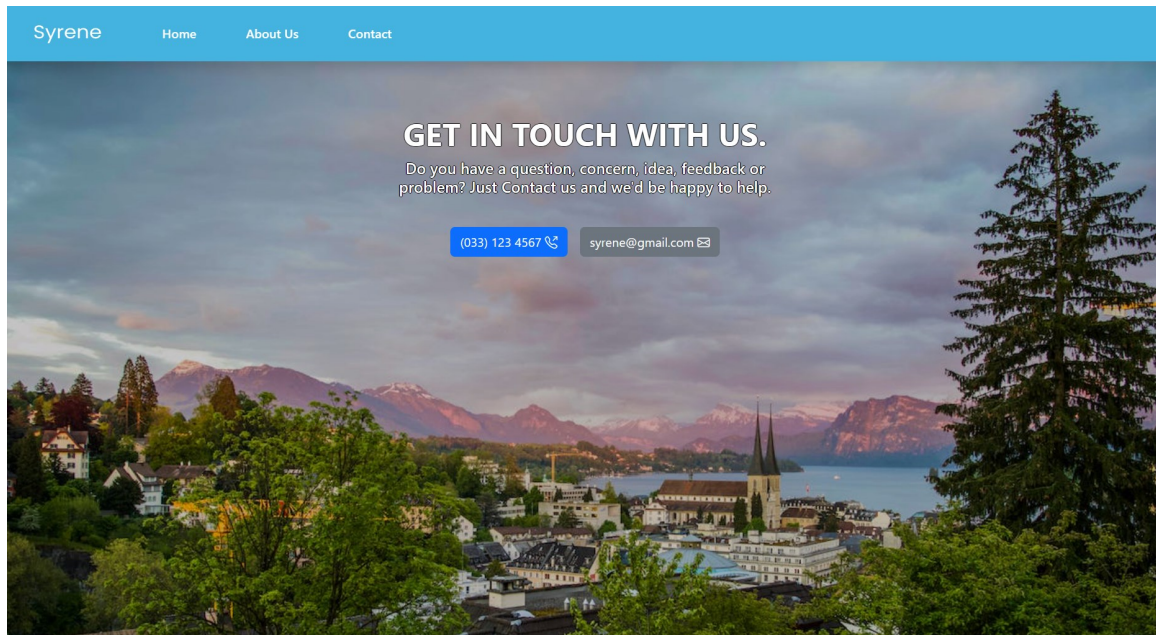 Syrene Home About Us Contact
GET IN TOUCH WITH US.
Do you have a question, concern, idea, feedback or
problem? Just Contact us and we'd be happy to help.
(033) 123 4567 syrene@gmail.com